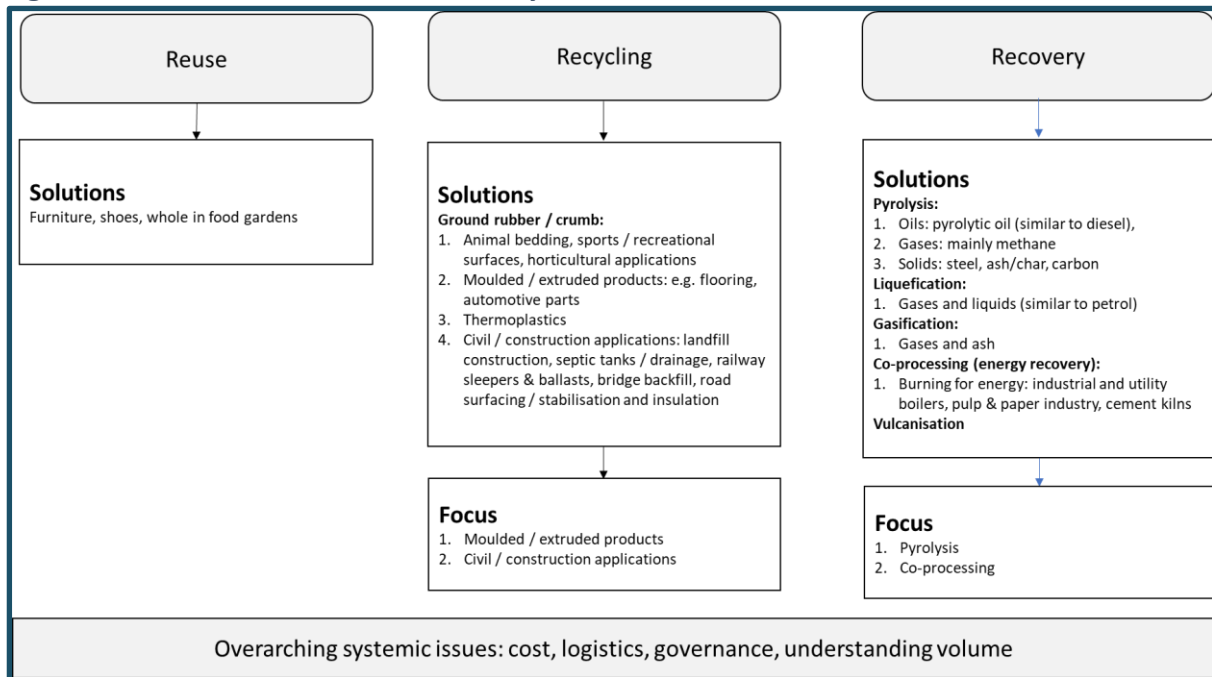 Reuse
Recycling
Recovery
Solutions
Furniture, shoes, whole in food gardens
Solutions
Ground rubber / crumb:
1. Animal bedding, sports / recreational
surfaces, horticultural applications
2. Moulded / extruded products: e.g. flooring,
automotive parts
3. Thermoplastics
4. Civil / construction applications: landfill
construction, septic tanks / drainage, railway
sleepers & ballasts, bridge backfill, road
surfacing / stabilisation and insulation
Focus
1. Moulded / extruded products
2. Civil / construction applications
Solutions
Pyrolysis:
1. Oils: pyrolytic oil (similar to diesel),
2. Gases: mainly methane
3. Solids: steel, ash/char, carbon
Liquefication:
1. Gases and liquids (similar to petrol)
Gasification:
1. Gases and ash
Co-processing (energy recovery):
1. Burning for energy: industrial and utility
boilers, pulp & paper industry, cement kilns
Vulcanisation
Focus
1. Pyrolysis
2. Co-processing
Overarching systemic issues: cost, logistics, governance, understanding volume